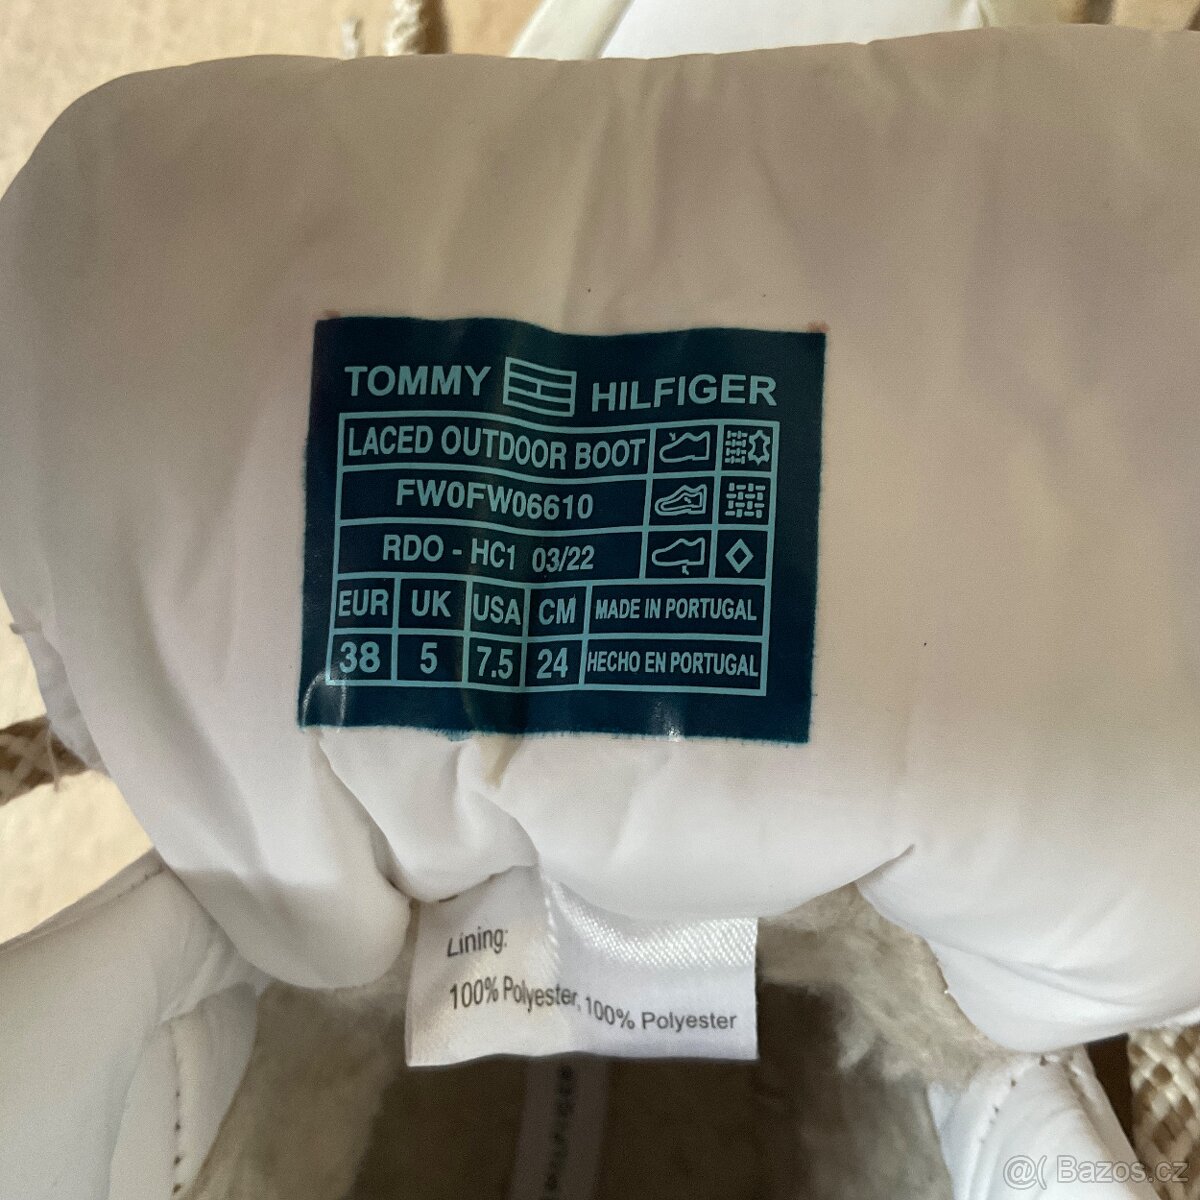 TOMMY HILFIGER
LACED OUTDOOR BOOT
FW0FW06610
RDO - HC1 03/22
EUR UK USA CM MADE IN PORTUGAL
38 5 7.5 24 HECHO EN PORTUGAL
Lining:
100% Polyester, 100% Polyester
@( Bazos.cz